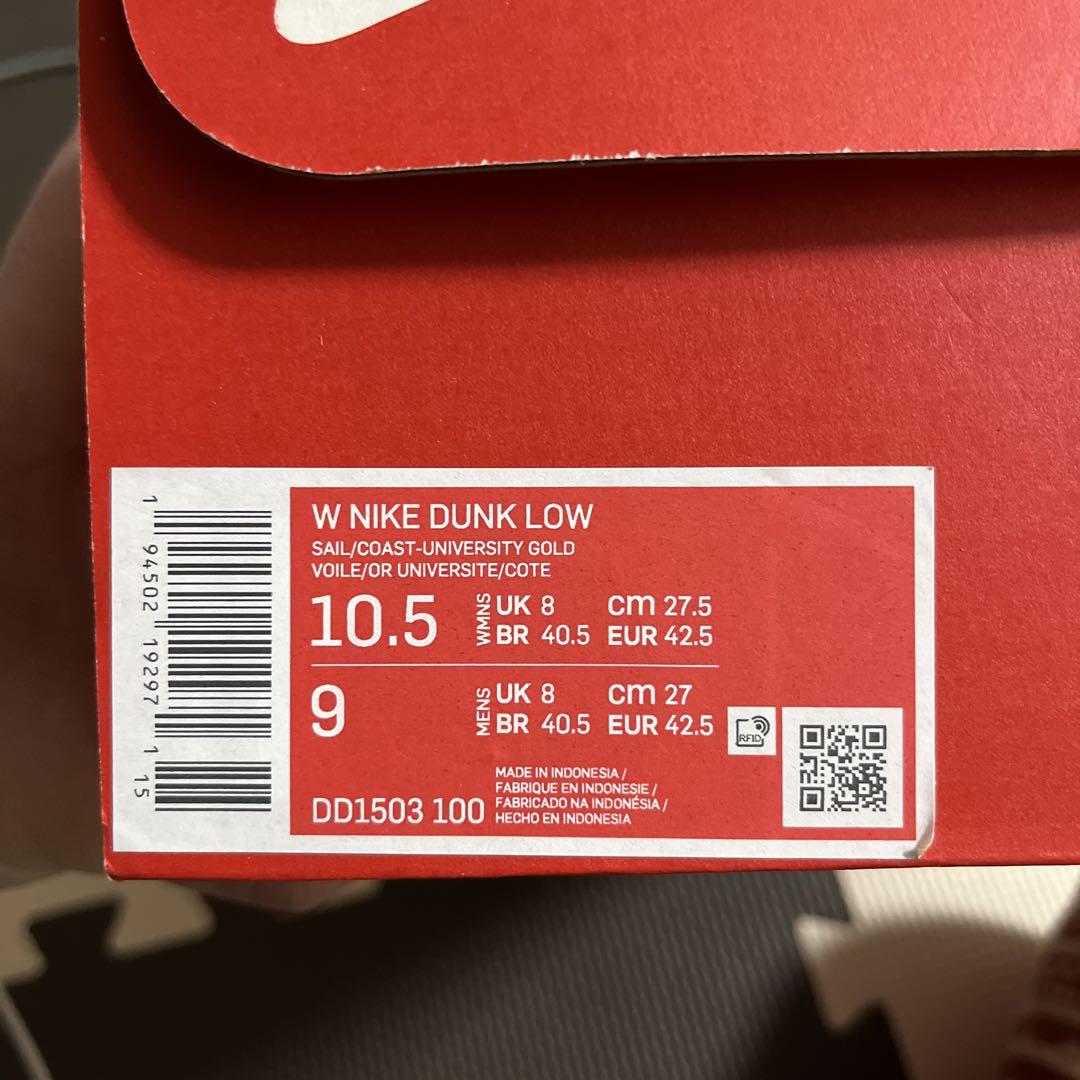 W NIKE DUNK LOW
SAIL/COAST-UNIVERSITY GOLD
VOILE/OR UNIVERSITE/COTE
10.5 WMNS UK 8 cm 27.5
BR 40.5 EUR 42.5
9 MENS UK 8 cm 27
BR 40.5 EUR 42.5
RFID
MADE IN INDONESIA /
FABRIQUE EN INDONESIE /
FABRICADO NA INDONÉSIA /
HECHO EN INDONESIA
DD1503 100
1 94502 19297 1 15